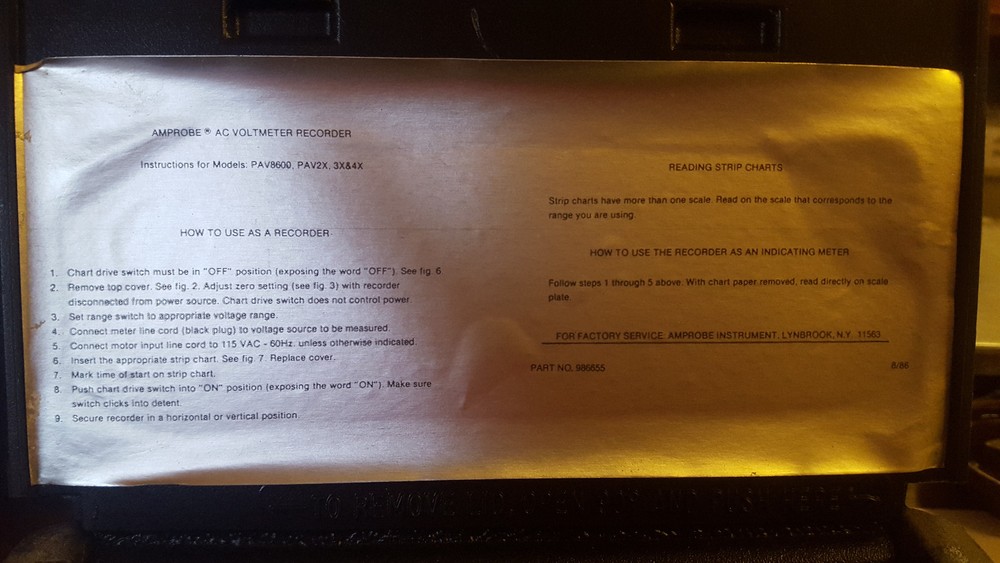 AMPROBE ® AC VOLTMETER RECORDER
Instructions for Models: PAV8600, PAV2X, 3X&4X
HOW TO USE AS A RECORDER
1. Chart drive switch must be in "OFF" position (exposing the word "OFF"). See fig. 6.
2. Remove top cover. See fig. 2. Adjust zero setting (see fig. 3) with recorder
disconnected from power source. Chart drive switch does not control power.
3. Set range switch to appropriate voltage range.
4. Connect meter line cord (black plug) to voltage source to be measured.
5. Connect motor input line cord to 115 VAC - 60Hz. unless otherwise indicated.
6. Insert the appropriate strip chart. See fig. 7. Replace cover.
7. Mark time of start on strip chart.
8. Push chart drive switch into "ON" position (exposing the word "ON"). Make sure
switch clicks into detent.
9. Secure recorder in a horizontal or vertical position.
READING STRIP CHARTS
Strip charts have more than one scale. Read on the scale that corresponds to the
range you are using.
HOW TO USE THE RECORDER AS AN INDICATING METER
Follow steps 1 through 5 above. With chart paper removed, read directly on scale
plate.
FOR FACTORY SERVICE: AMPROBE INSTRUMENT, LYNBROOK, N.Y. 11563
PART NO. 986655
8/86
TO REMOVE